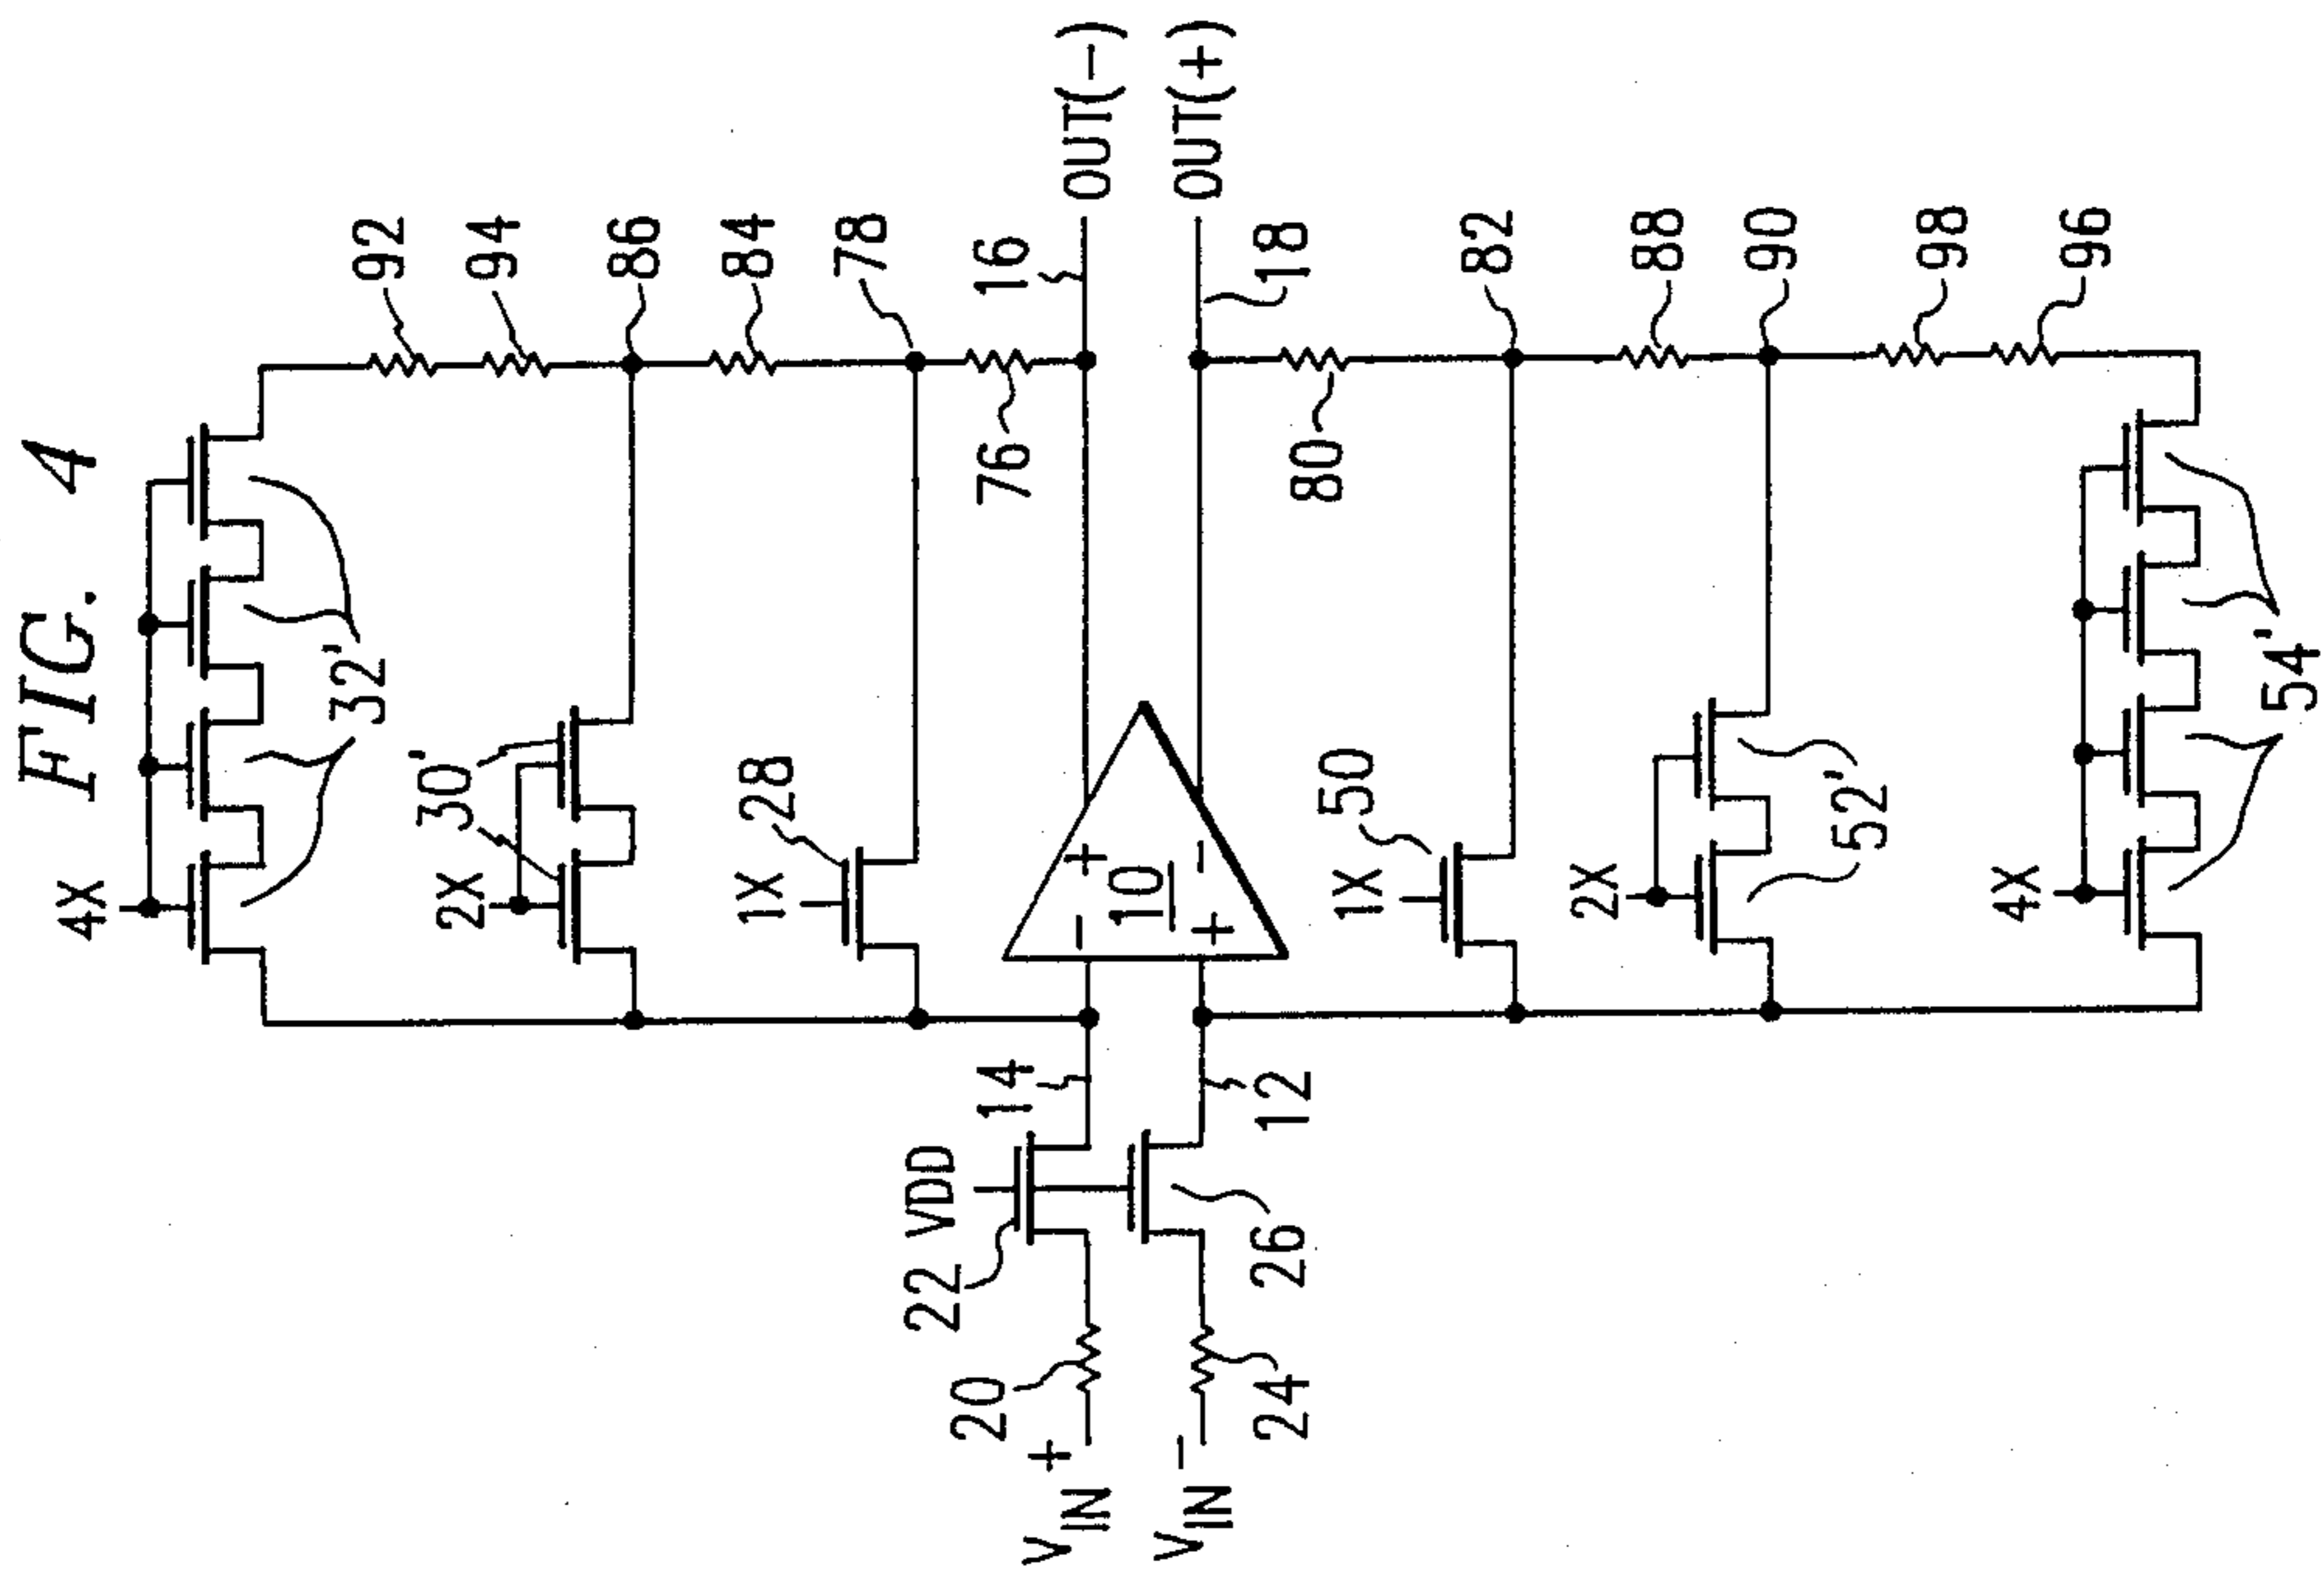 FIG. 4
4X
32'
92
94
2X
30'
86
84
1X
28
78
76
16
OUT(-)
OUT(+)
18
- +
10
+ -
22 VDD
14
VIN +
20
VIN -
24
26
12
80
1X
50
82
88
2X
52'
90
98
96
4X
54'